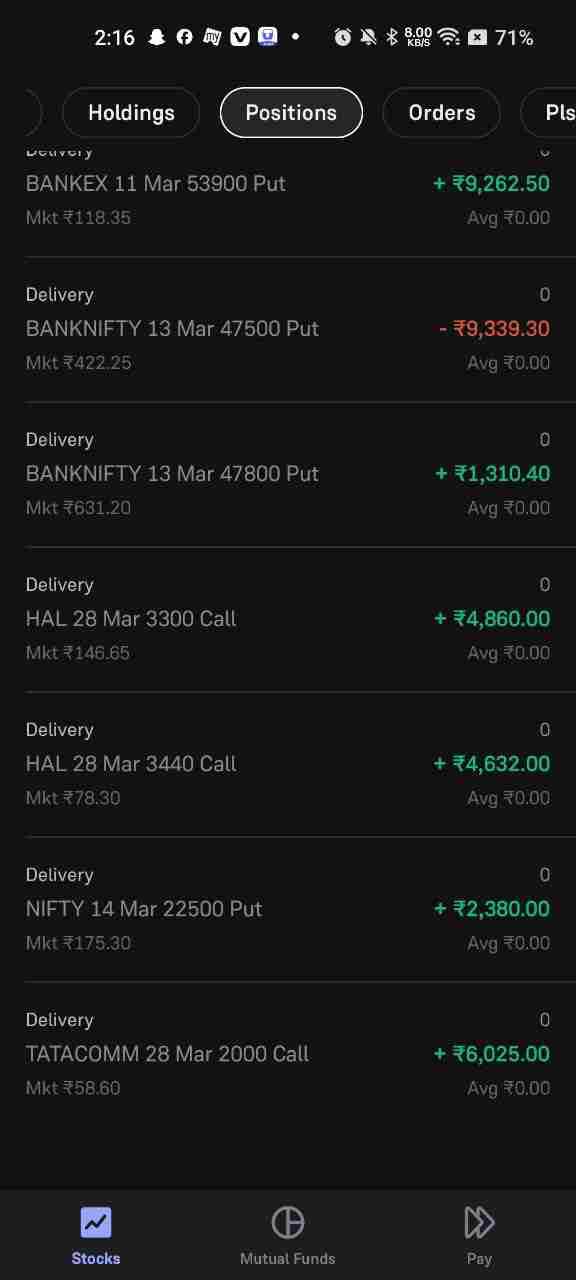 2:16 8.00 KB/S 71%
Holdings Positions Orders Pls
Delivery 0
BANKEX 11 Mar 53900 Put + ₹9,262.50
Mkt ₹118.35 Avg ₹0.00
Delivery 0
BANKNIFTY 13 Mar 47500 Put - ₹9,339.30
Mkt ₹422.25 Avg ₹0.00
Delivery 0
BANKNIFTY 13 Mar 47800 Put + ₹1,310.40
Mkt ₹631.20 Avg ₹0.00
Delivery 0
HAL 28 Mar 3300 Call + ₹4,860.00
Mkt ₹146.65 Avg ₹0.00
Delivery 0
HAL 28 Mar 3440 Call + ₹4,632.00
Mkt ₹78.30 Avg ₹0.00
Delivery 0
NIFTY 14 Mar 22500 Put + ₹2,380.00
Mkt ₹175.30 Avg ₹0.00
Delivery 0
TATACOMM 28 Mar 2000 Call + ₹6,025.00
Mkt ₹58.60 Avg ₹0.00
Stocks Mutual Funds Pay